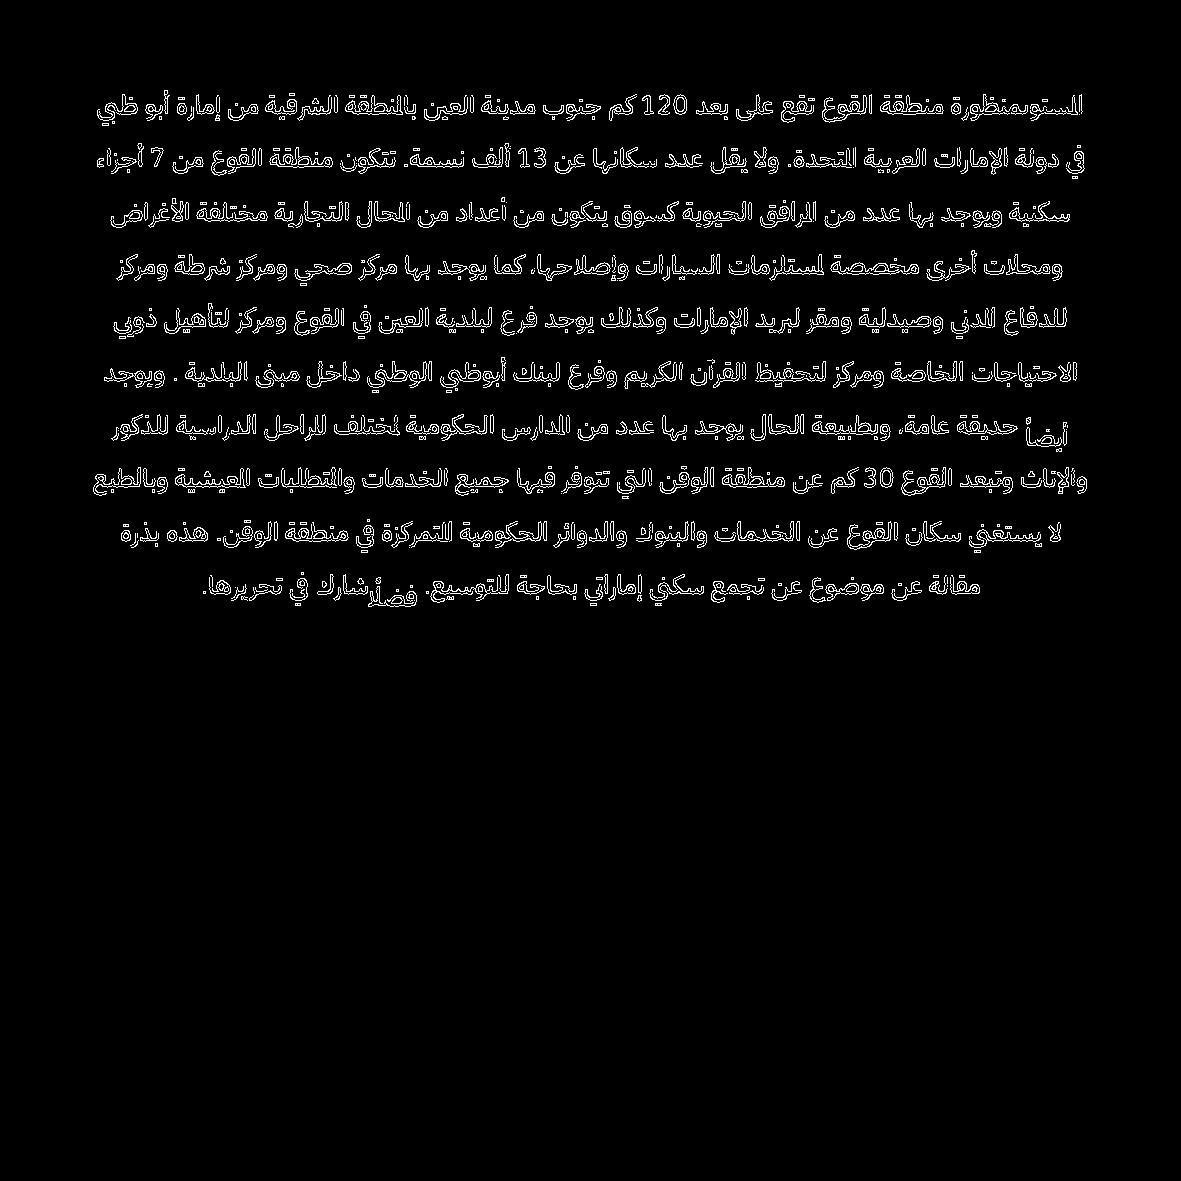 المستوىمنظورة منطقة القوع تقع على بعد 120 كم جنوب مدينة العين بالمنطقة الشرقية من إمارة أبو ظبي
في دولة الإمارات العربية المتحدة. ولا يقل عدد سكانها عن 13 ألف نسمة. تتكون منطقة القوع من 7 أجزاء
سكنية ويوجد بها عدد من المرافق الحيوية كسوق يتكون من أعداد من المحال التجارية مختلفة الأغراض
ومحلات أخرى مخصصة لمستلزمات السيارات وإصلاحها، كما يوجد بها مركز صحي ومركز شرطة ومركز
للدفاع المدني وصيدلية ومقر لبريد الإمارات وكذلك يوجد فرع لبلدية العين في القوع ومركز لتأهيل ذويي
الاحتياجات الخاصة ومركز لتحفيظ القرآن الكريم وفرع لبنك أبوظبي الوطني داخل مبنى البلدية . ويوجد
أيضاً حديقة عامة، وبطبيعة الحال يوجد بها عدد من المدارس الحكومية لمختلف المراحل الدراسية للذكور
والإناث وتبعد القوع 30 كم عن منطقة الوقن التي تتوفر فيها جميع الخدمات والمتطلبات المعيشية وبالطبع
لا يستغني سكان القوع عن الخدمات والبنوك والدوائر الحكومية المتمركزة في منطقة الوقن. هذه بذرة
مقالة عن موضوع عن تجمع سكني إماراتي بحاجة للتوسيع. فضلاًشارك في تحريرها.